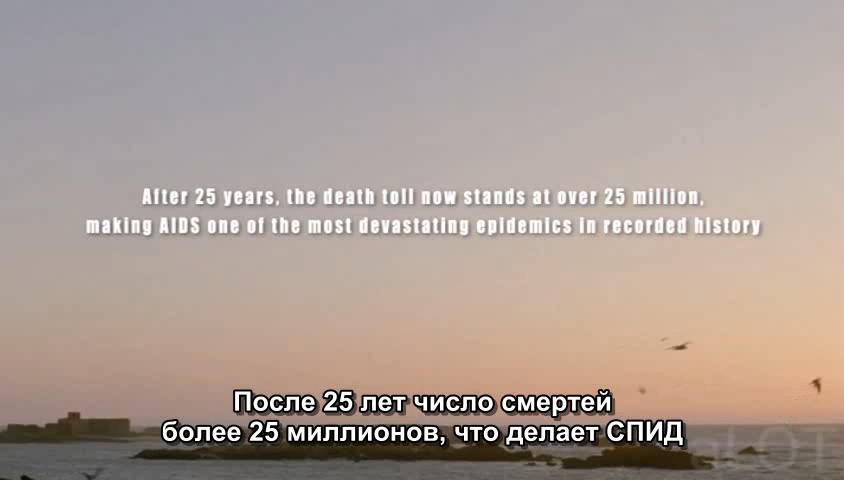 After 25 years, the death toll now stands at over 25 million,
making AIDS one of the most devastating epidemics in recorded history
После 25 лет число смертей
более 25 миллионов, что делает СПИД